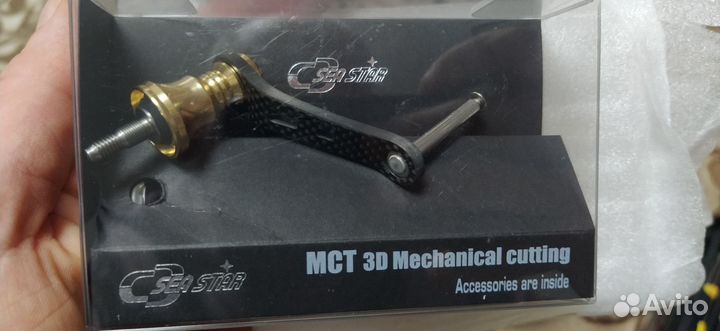 SEA STAR
MCT 3D Mechanical cutting
SEA STAR
Accessories are inside
Avito